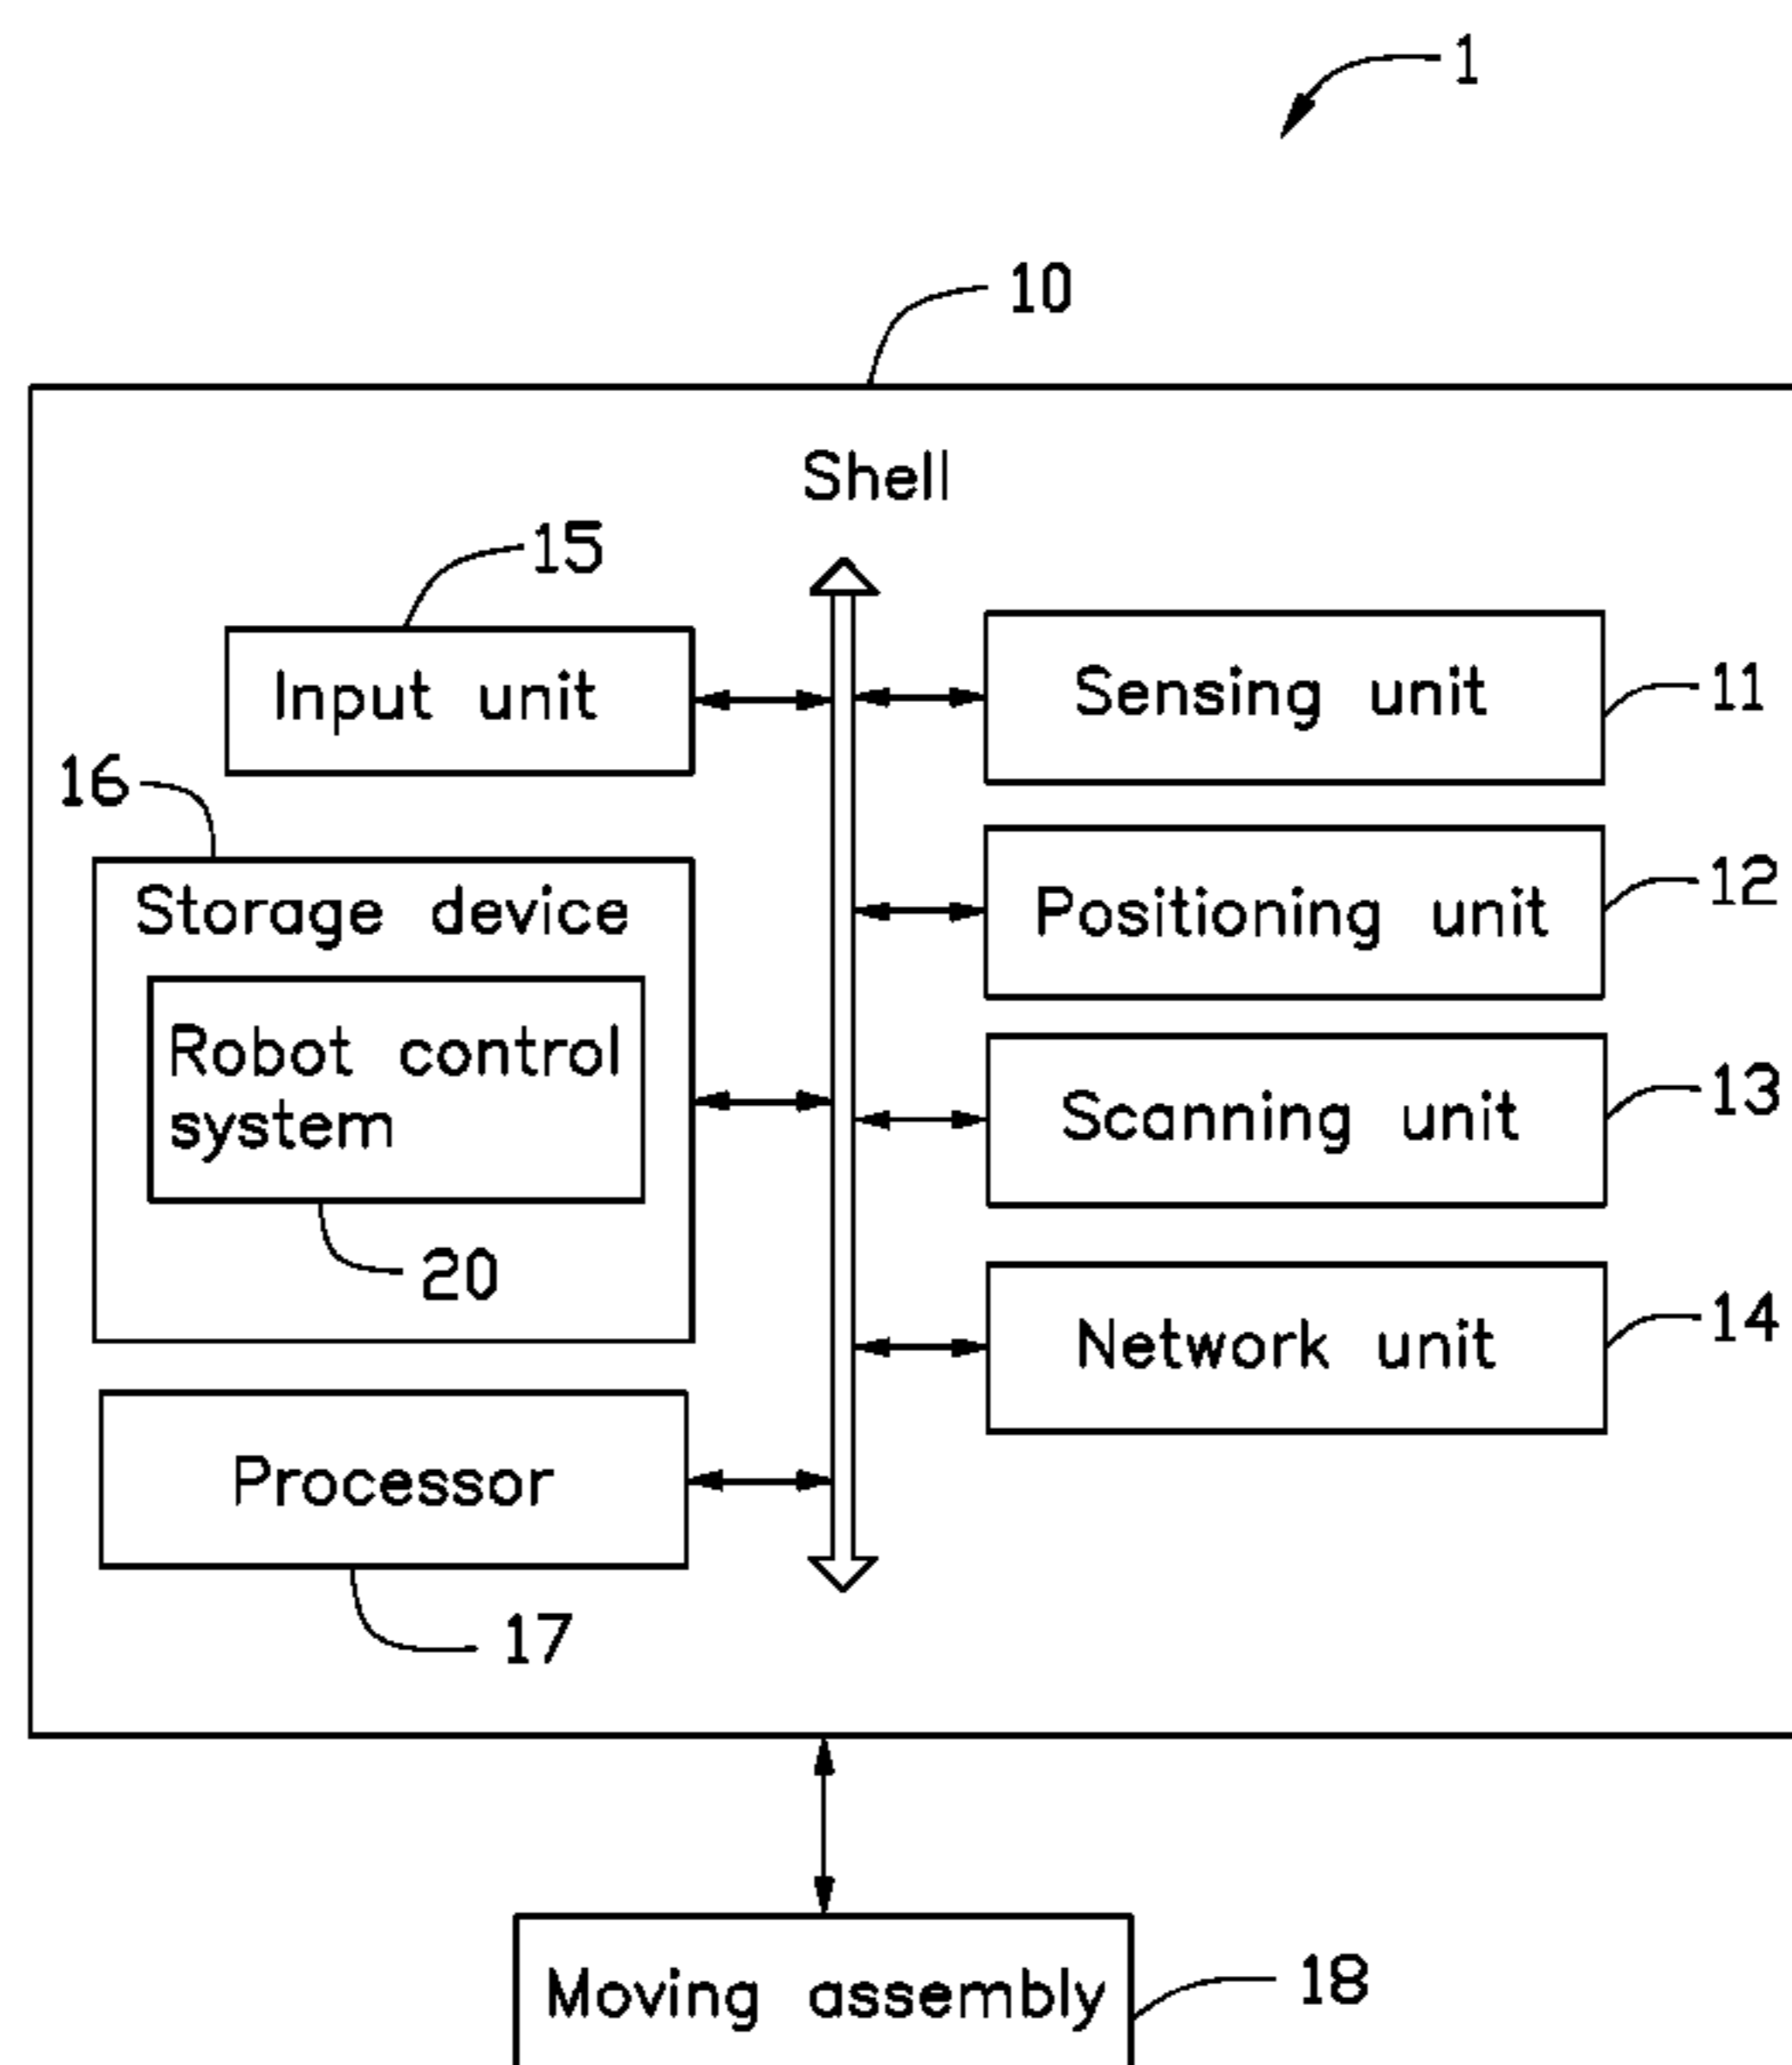 1
10
Shell
15
Input unit
Sensing unit
11
16
Storage device
Positioning unit
12
Robot control
system
Scanning unit
13
20
Network unit
14
Processor
17
Moving assembly
18